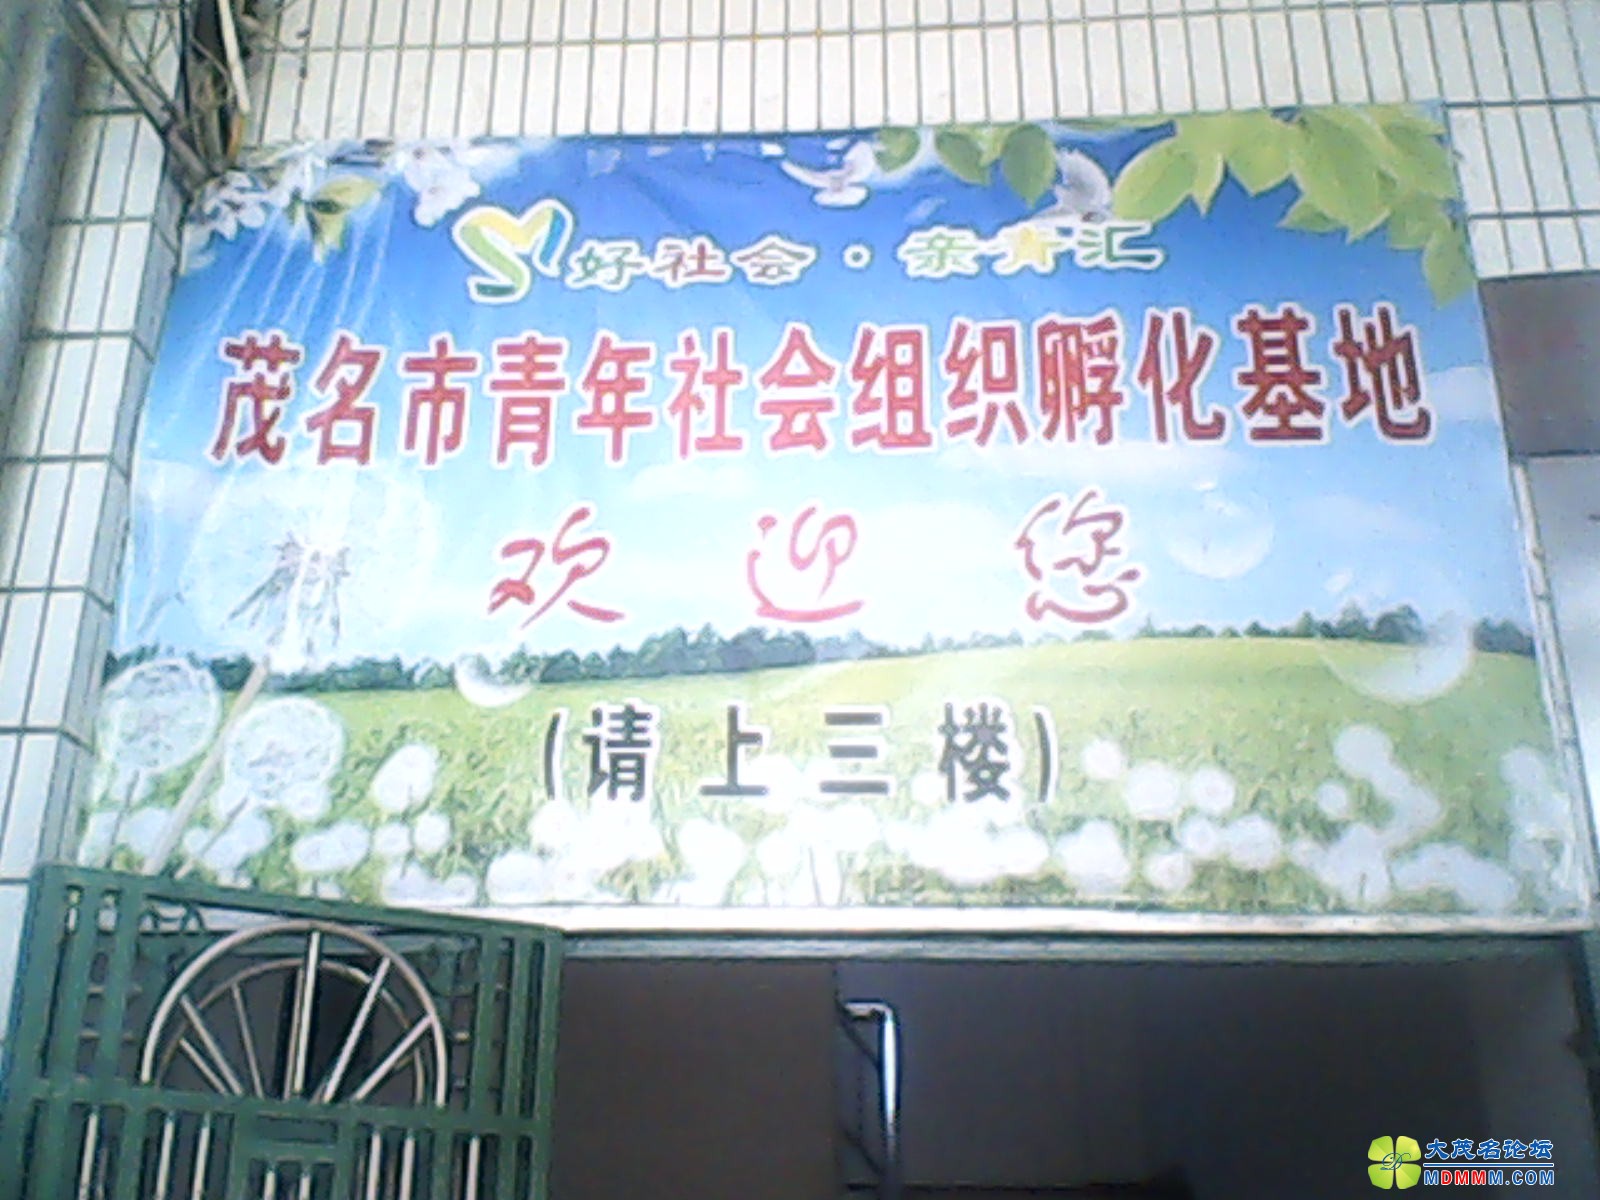 好社会·亲青汇
茂名市青年社会组织孵化基地
欢迎您
(请上三楼)
大茂名论坛
MDMMM.COM